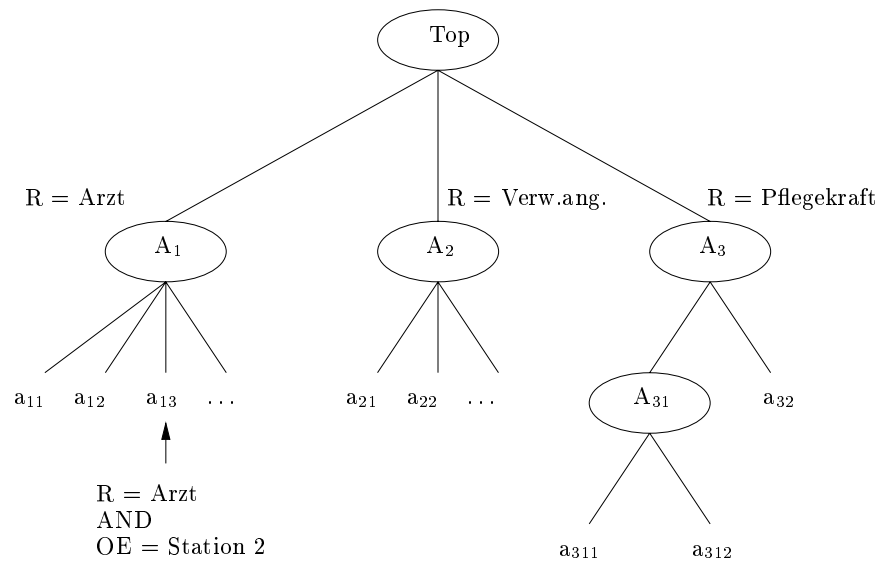 Top
R = Arzt
R = Verw.ang.
R = Pflegekraft
A₁
A₂
A₃
a₁₁ a₁₂ a₁₃ ...
a₂₁ a₂₂ ...
A₃₁
a₃₂
R = Arzt
AND
OE = Station 2
a₃₁₁
a₃₁₂